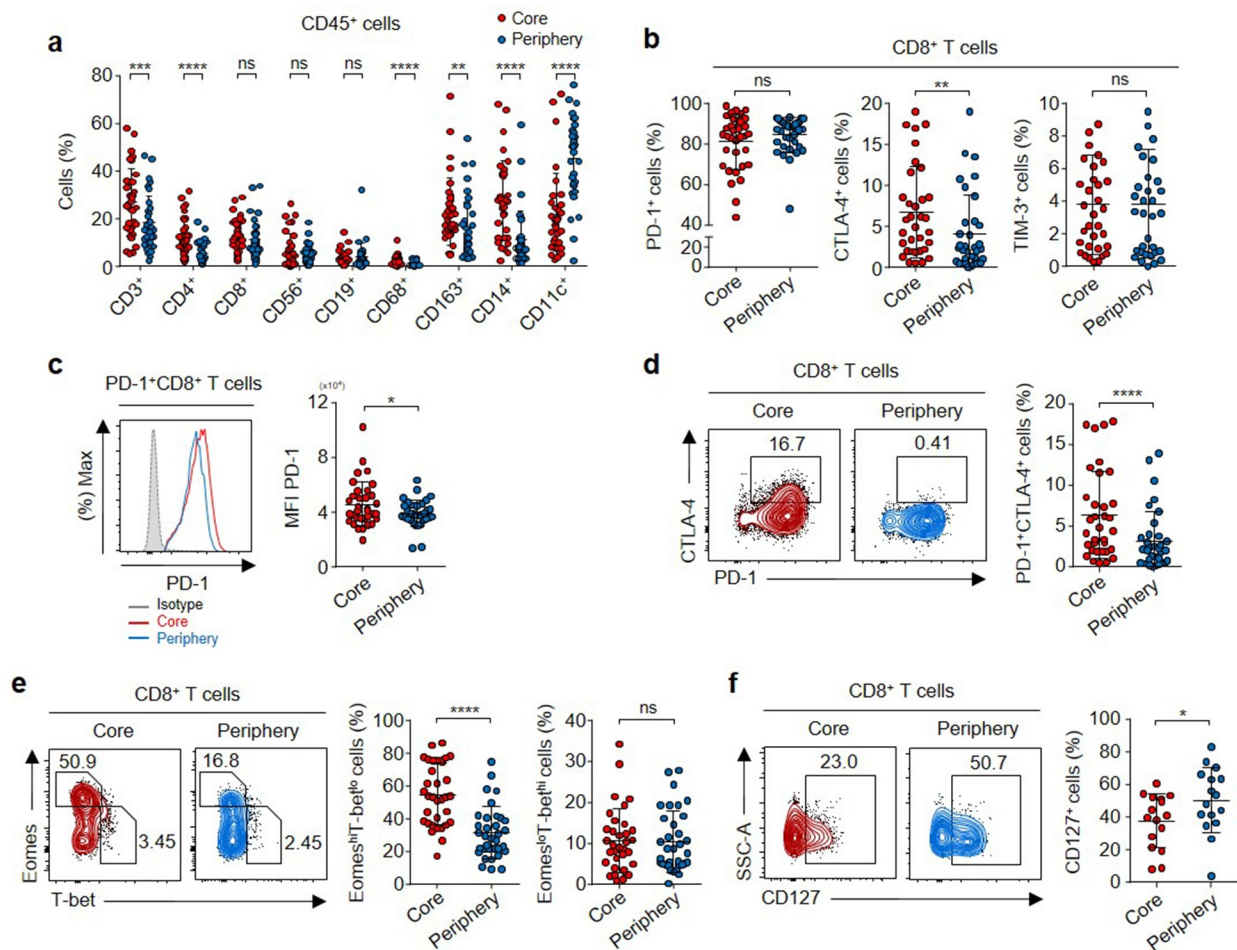 a
CD45⁺ cells
Core
Periphery
*** **** ns ns ns **** ** **** ****
Cells (%)
80
60
40
20
0
CD3⁺ CD4⁺ CD8⁺ CD56⁺ CD19⁺ CD68⁺ CD163⁺ CD14⁺ CD11c⁺
b
CD8⁺ T cells
ns
PD-1⁺ cells (%)
100
80
60
40
20
0
Core Periphery
**
CTLA-4⁺ cells (%)
20
15
10
5
0
Core Periphery
ns
TIM-3⁺ cells (%)
10
8
6
4
2
0
Core Periphery
c
PD-1⁺CD8⁺ T cells
(%) Max
PD-1
Isotype
Core
Periphery
(x10⁴)
*
MFI PD-1
12
8
4
0
Core Periphery
d
CD8⁺ T cells
Core Periphery
16.7 0.41
CTLA-4
PD-1
****
PD-1⁺CTLA-4⁺ cells (%)
20
15
10
5
0
Core Periphery
e
CD8⁺ T cells
Core Periphery
50.9 16.8
3.45 2.45
Eomes
T-bet
****
EomesʰⁱT-betˡᵒ cells (%)
100
80
60
40
20
0
Core Periphery
ns
EomesˡᵒT-betʰⁱ cells (%)
40
30
20
10
0
Core Periphery
f
CD8⁺ T cells
Core Periphery
23.0 50.7
SSC-A
CD127
*
CD127⁺ cells (%)
100
80
60
40
20
0
Core Periphery